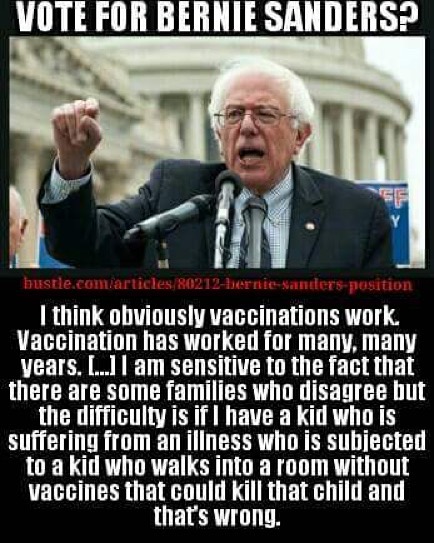 VOTE FOR BERNIE SANDERS?
FF
Y
bustle.com/articles/80212-bernie-sanders-position
I think obviously vaccinations work.
Vaccination has worked for many, many
years. [...] I am sensitive to the fact that
there are some families who disagree but
the difficulty is if I have a kid who is
suffering from an illness who is subjected
to a kid who walks into a room without
vaccines that could kill that child and
that's wrong.